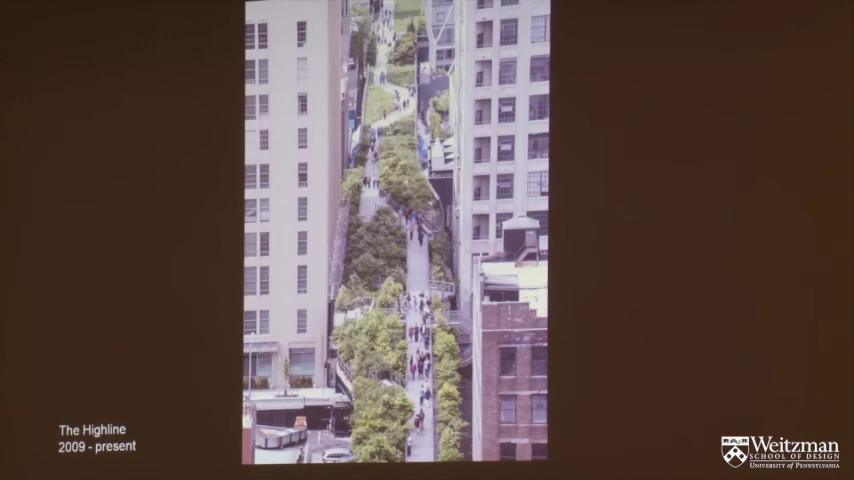 The Highline
2009 - present
Weitzman
SCHOOL OF DESIGN
UNIVERSITY OF PENNSYLVANIA